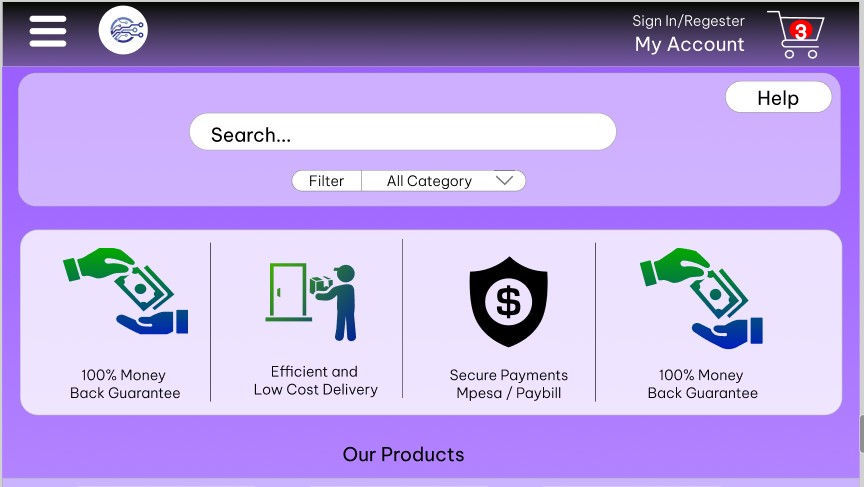 Sign In/Regester
My Account
3
Help
Search...
Filter
All Category
$
100% Money
Back Guarantee
Efficient and
Low Cost Delivery
Secure Payments
Mpesa / Paybill
100% Money
Back Guarantee
Our Products